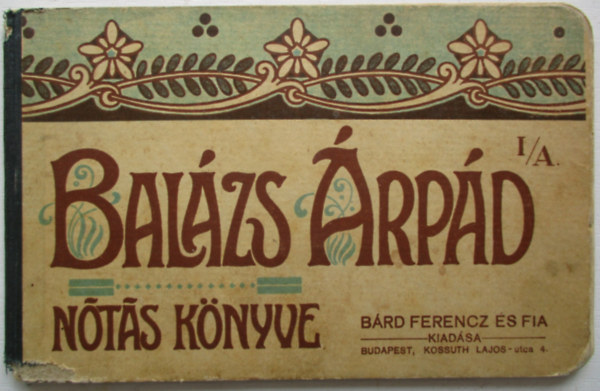 BALÁZS ÁRPÁD I/A.
NÓTÁS KÖNYVE
BÁRD FERENCZ ÉS FIA
KIADÁSA
BUDAPEST, KOSSUTH LAJOS-utca 4.